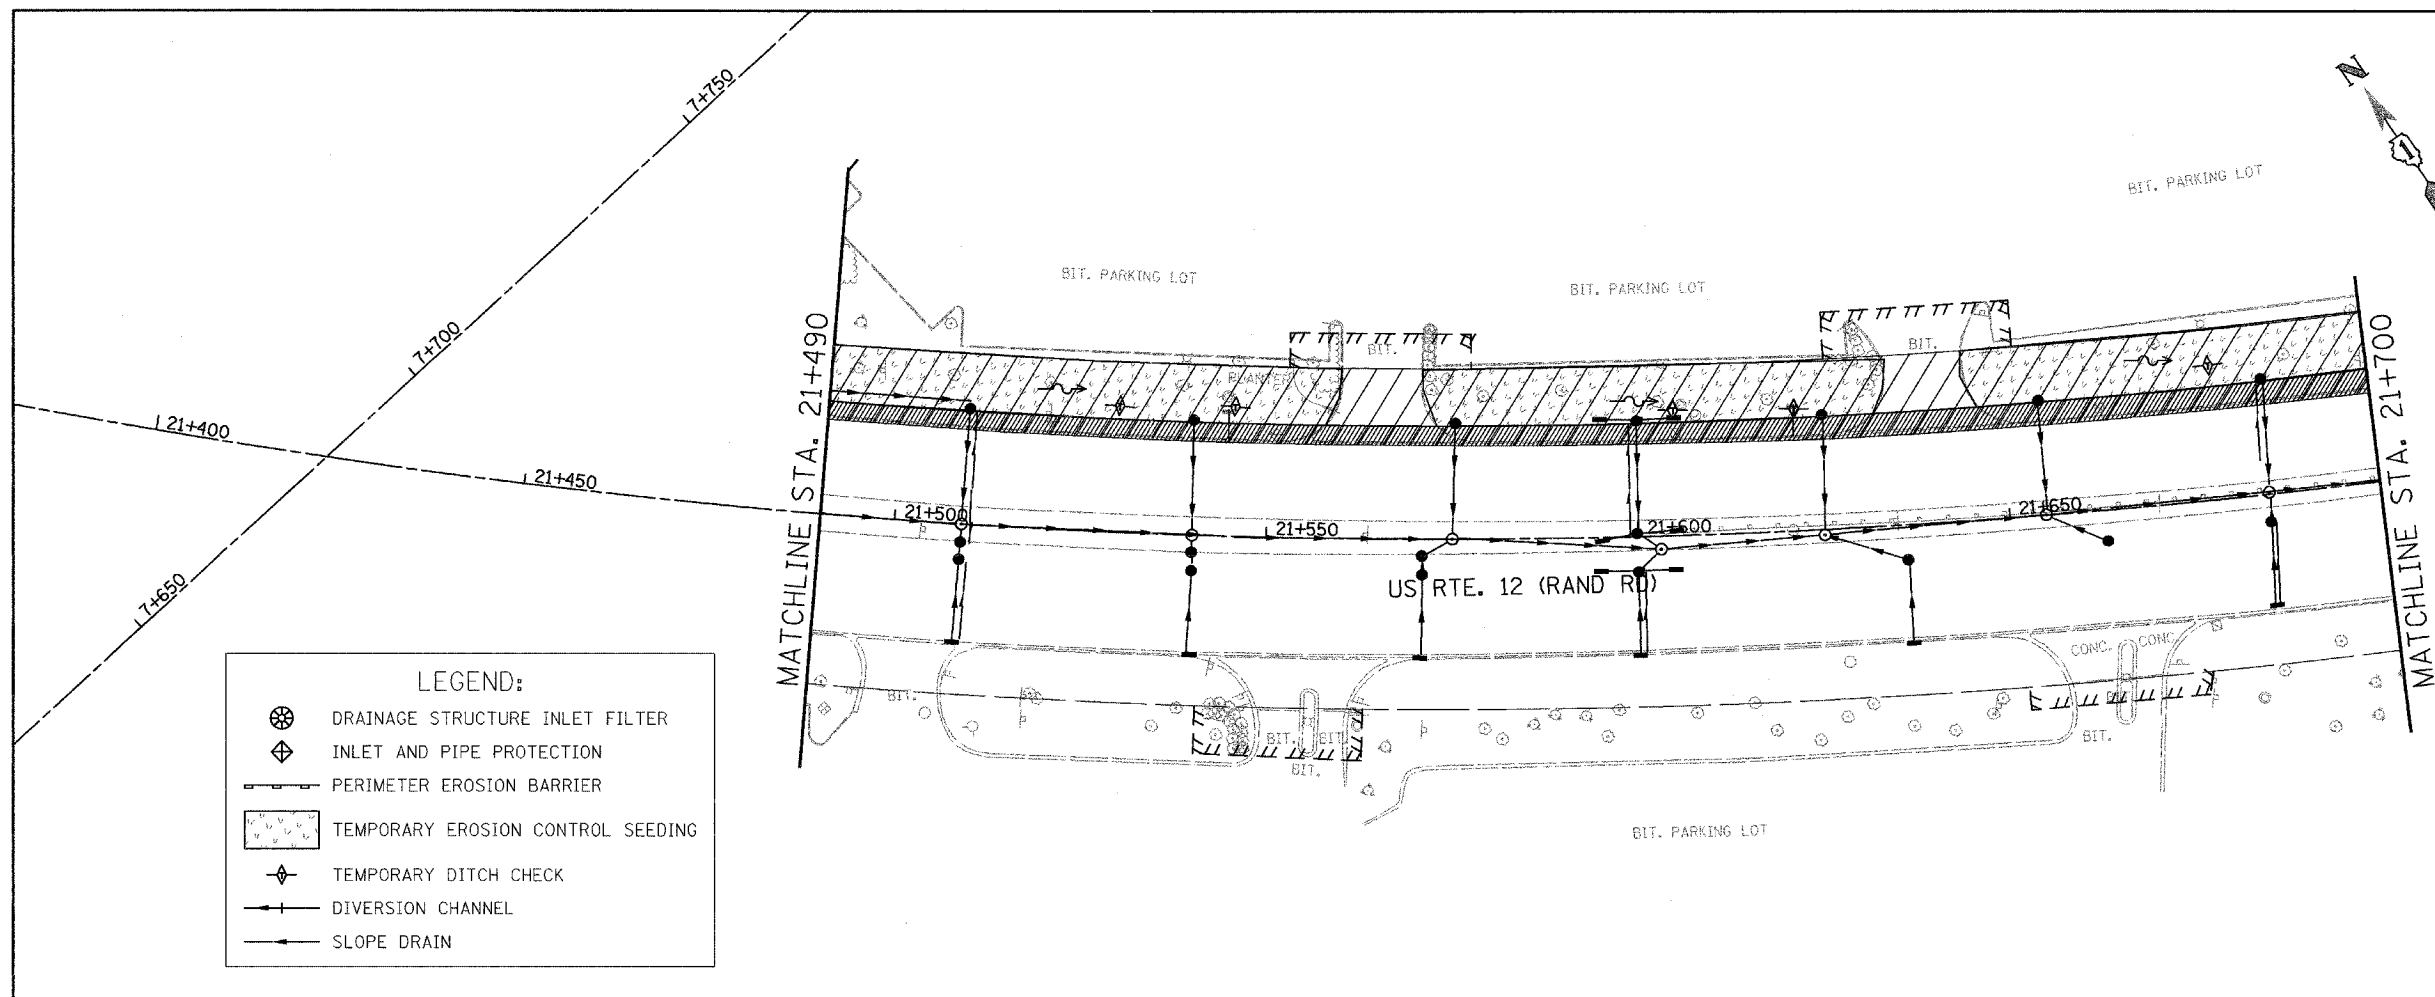 7+750
N
1
BIT. PARKING LOT
BIT. PARKING LOT
BIT. PARKING LOT
7+700
BIT.
BIT.
PLANTER
MATCHLINE STA. 21+490
MATCHLINE STA. 21+700
21+400
21+450
21+500
21+550
21+600
21+650
US RTE. 12 (RAND RD)
7+650
CONC.
CONC.
BIT.
BIT.
BIT.
BIT.
BIT.
BIT. PARKING LOT
LEGEND:
DRAINAGE STRUCTURE INLET FILTER
INLET AND PIPE PROTECTION
PERIMETER EROSION BARRIER
TEMPORARY EROSION CONTROL SEEDING
TEMPORARY DITCH CHECK
DIVERSION CHANNEL
SLOPE DRAIN